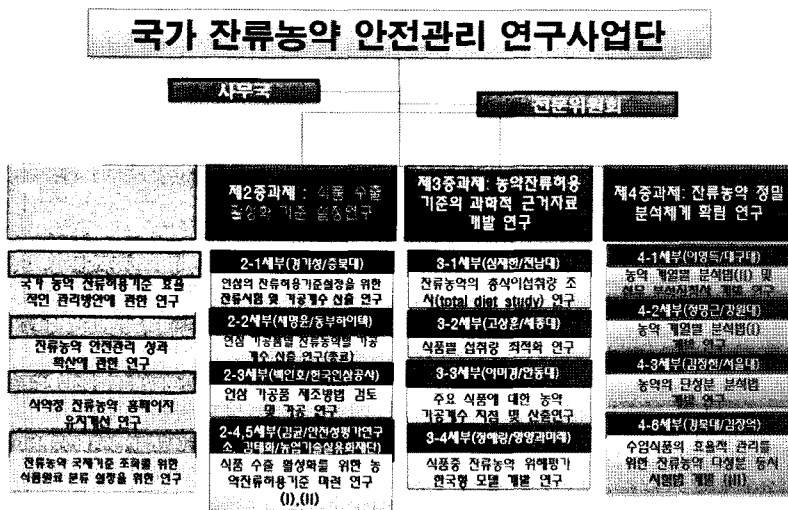 국가 잔류농약 안전관리 연구사업단
사무국
전문위원회
제2중과제 : 식품 수출
활성화 기준 설정연구
2-1세부(경기성/충북대)
인삼의 잔류허용기준설정을 위한
잔류시험 및 가공계수 산출 연구
2-2세부(제명윤/동부하이텍)
인삼 가공품별 잔류농약별 가공
계수 산출 연구(종료)
2-3세부(백인호/한국인삼공사)
인삼 가공품 제조방법 검토
및 가공 연구
2-4,5세부(김균/안전성평가연구
소, 김태화/농업기술실용화재단)
식품 수출 활성화를 위한 농
약잔류허용기준 마련 연구
(I),(II)
제3중과제: 농약잔류허용
기준의 과학적 근거자료
개발 연구
3-1세부(심재한/전남대)
잔류농약의 총식이섭취량 조
사(total diet study) 연구
3-2세부(고상훈/세종대)
식품별 섭취량 최적화 연구
3-3세부(이미경/안동대)
주요 식품에 대한 농약
가공계수 지정 및 산출연구
3-4세부(정해랑/영양과미래)
식품중 잔류농약 위해평가
한국형 모델 개발 연구
제4중과제: 잔류농약 정밀
분석체계 확립 연구
4-1세부(이영득/대구대)
농약 계열별 분석법(II) 및
개발 연구
4-2세부(정명근/강원대)
농약 계열별 분석법(I)
개발 연구
4-3세부(김정한/서울대)
농약의 단성분 분석법
개발 연구
4-6세부(경북대/김장억)
수입식품의 효율적 관리를
위한 잔류농약 다성분 동시
시험법 개발 (III)
국가 농약 잔류허용기준 효율
적인 관리방안에 관한 연구
잔류농약 안전관리 성과
확산에 관한 연구
식약청 잔류농약 홈페이지
유지개선 연구
잔류농약 국제기준 조화를 위한
식품원료 분류 설정을 위한 연구